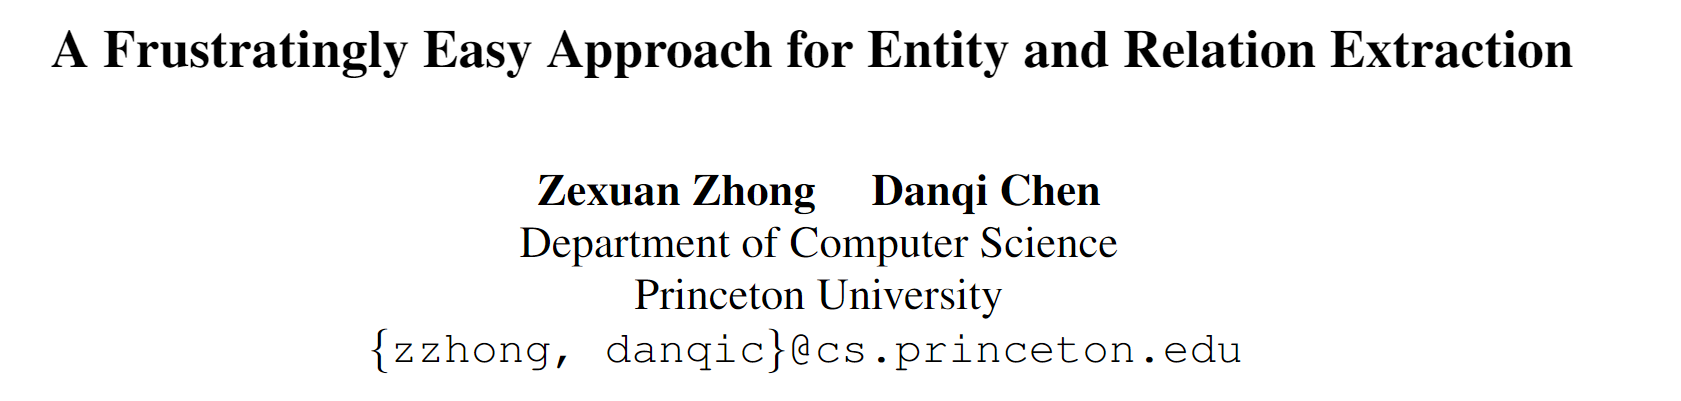 A Frustratingly Easy Approach for Entity and Relation Extraction
Zexuan Zhong Danqi Chen
Department of Computer Science
Princeton University
{zzhong, danqic}@cs.princeton.edu